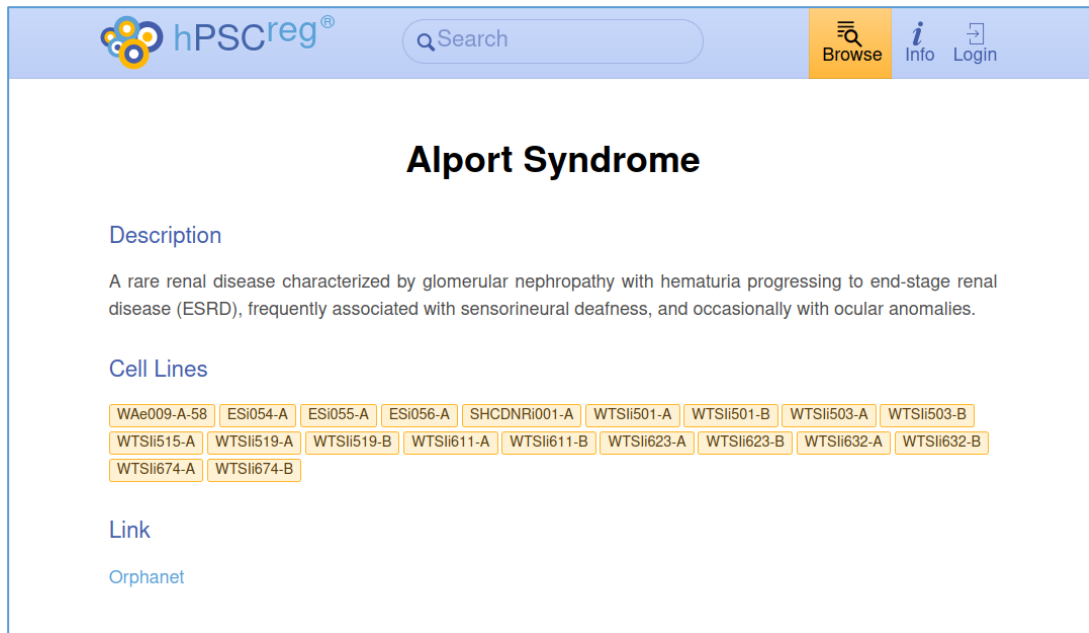 hPSCreg®
Search
Browse
Info
Login
Alport Syndrome
Description
A rare renal disease characterized by glomerular nephropathy with hematuria progressing to end-stage renal
disease (ESRD), frequently associated with sensorineural deafness, and occasionally with ocular anomalies.
Cell Lines
WAe009-A-58 ESi054-A ESi055-A ESi056-A SHCDNRi001-A WTSIi501-A WTSIi501-B WTSIi503-A WTSIi503-B
WTSIi515-A WTSIi519-A WTSIi519-B WTSIi611-A WTSIi611-B WTSIi623-A WTSIi623-B WTSIi632-A WTSIi632-B
WTSIi674-A WTSIi674-B
Link
Orphanet